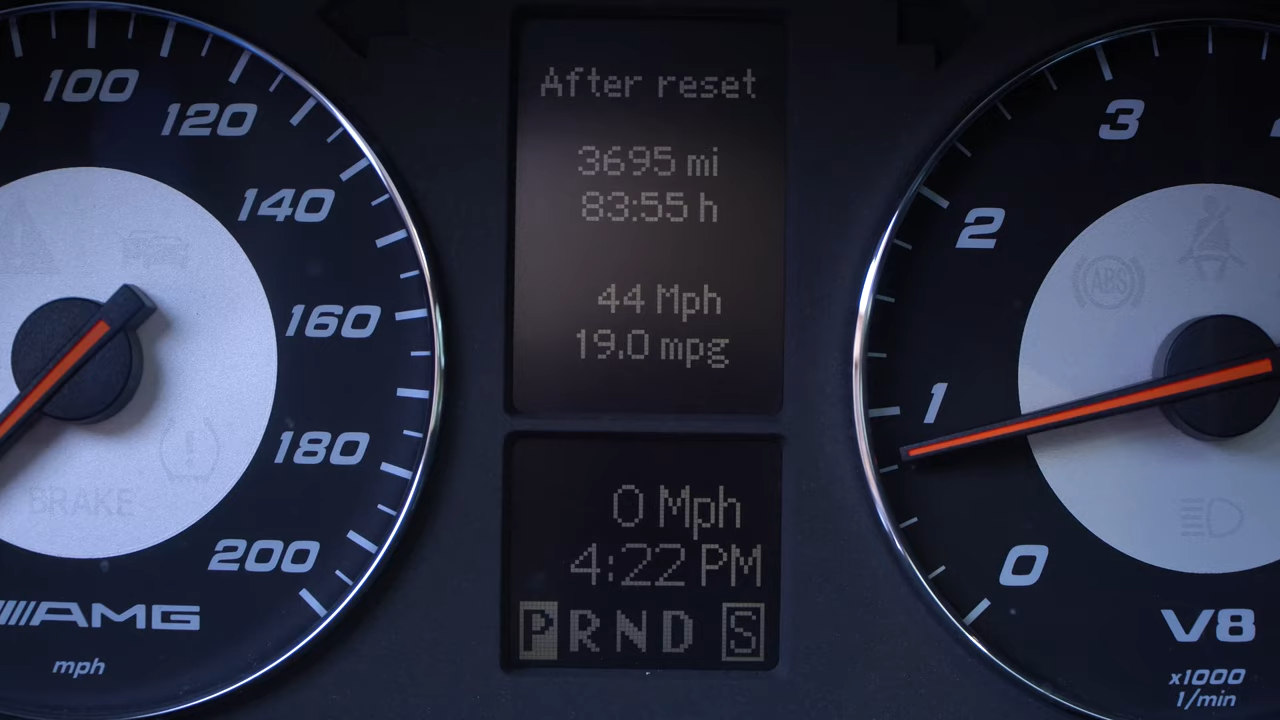 100
120
140
160
180
200
BRAKE
AMG
mph
After reset
3695 mi
83:55 h
44 Mph
19.0 mpg
0 Mph
4:22 PM
P R N D S
3
2
1
0
ABS
V8
x1000
1/min